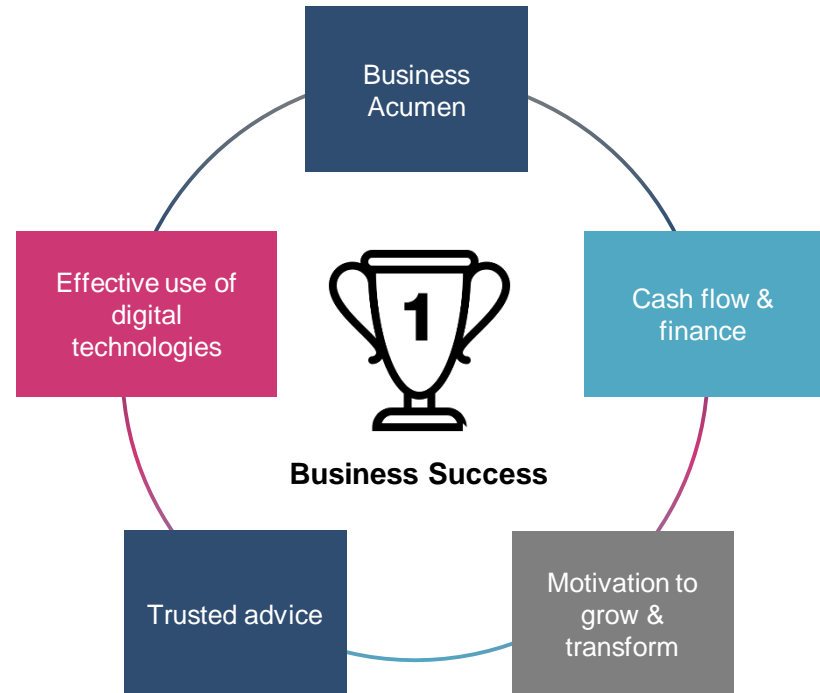 Business
Acumen
Cash flow &
finance
Motivation to
grow &
transform
Trusted advice
Effective use of
digital
technologies
1
Business Success